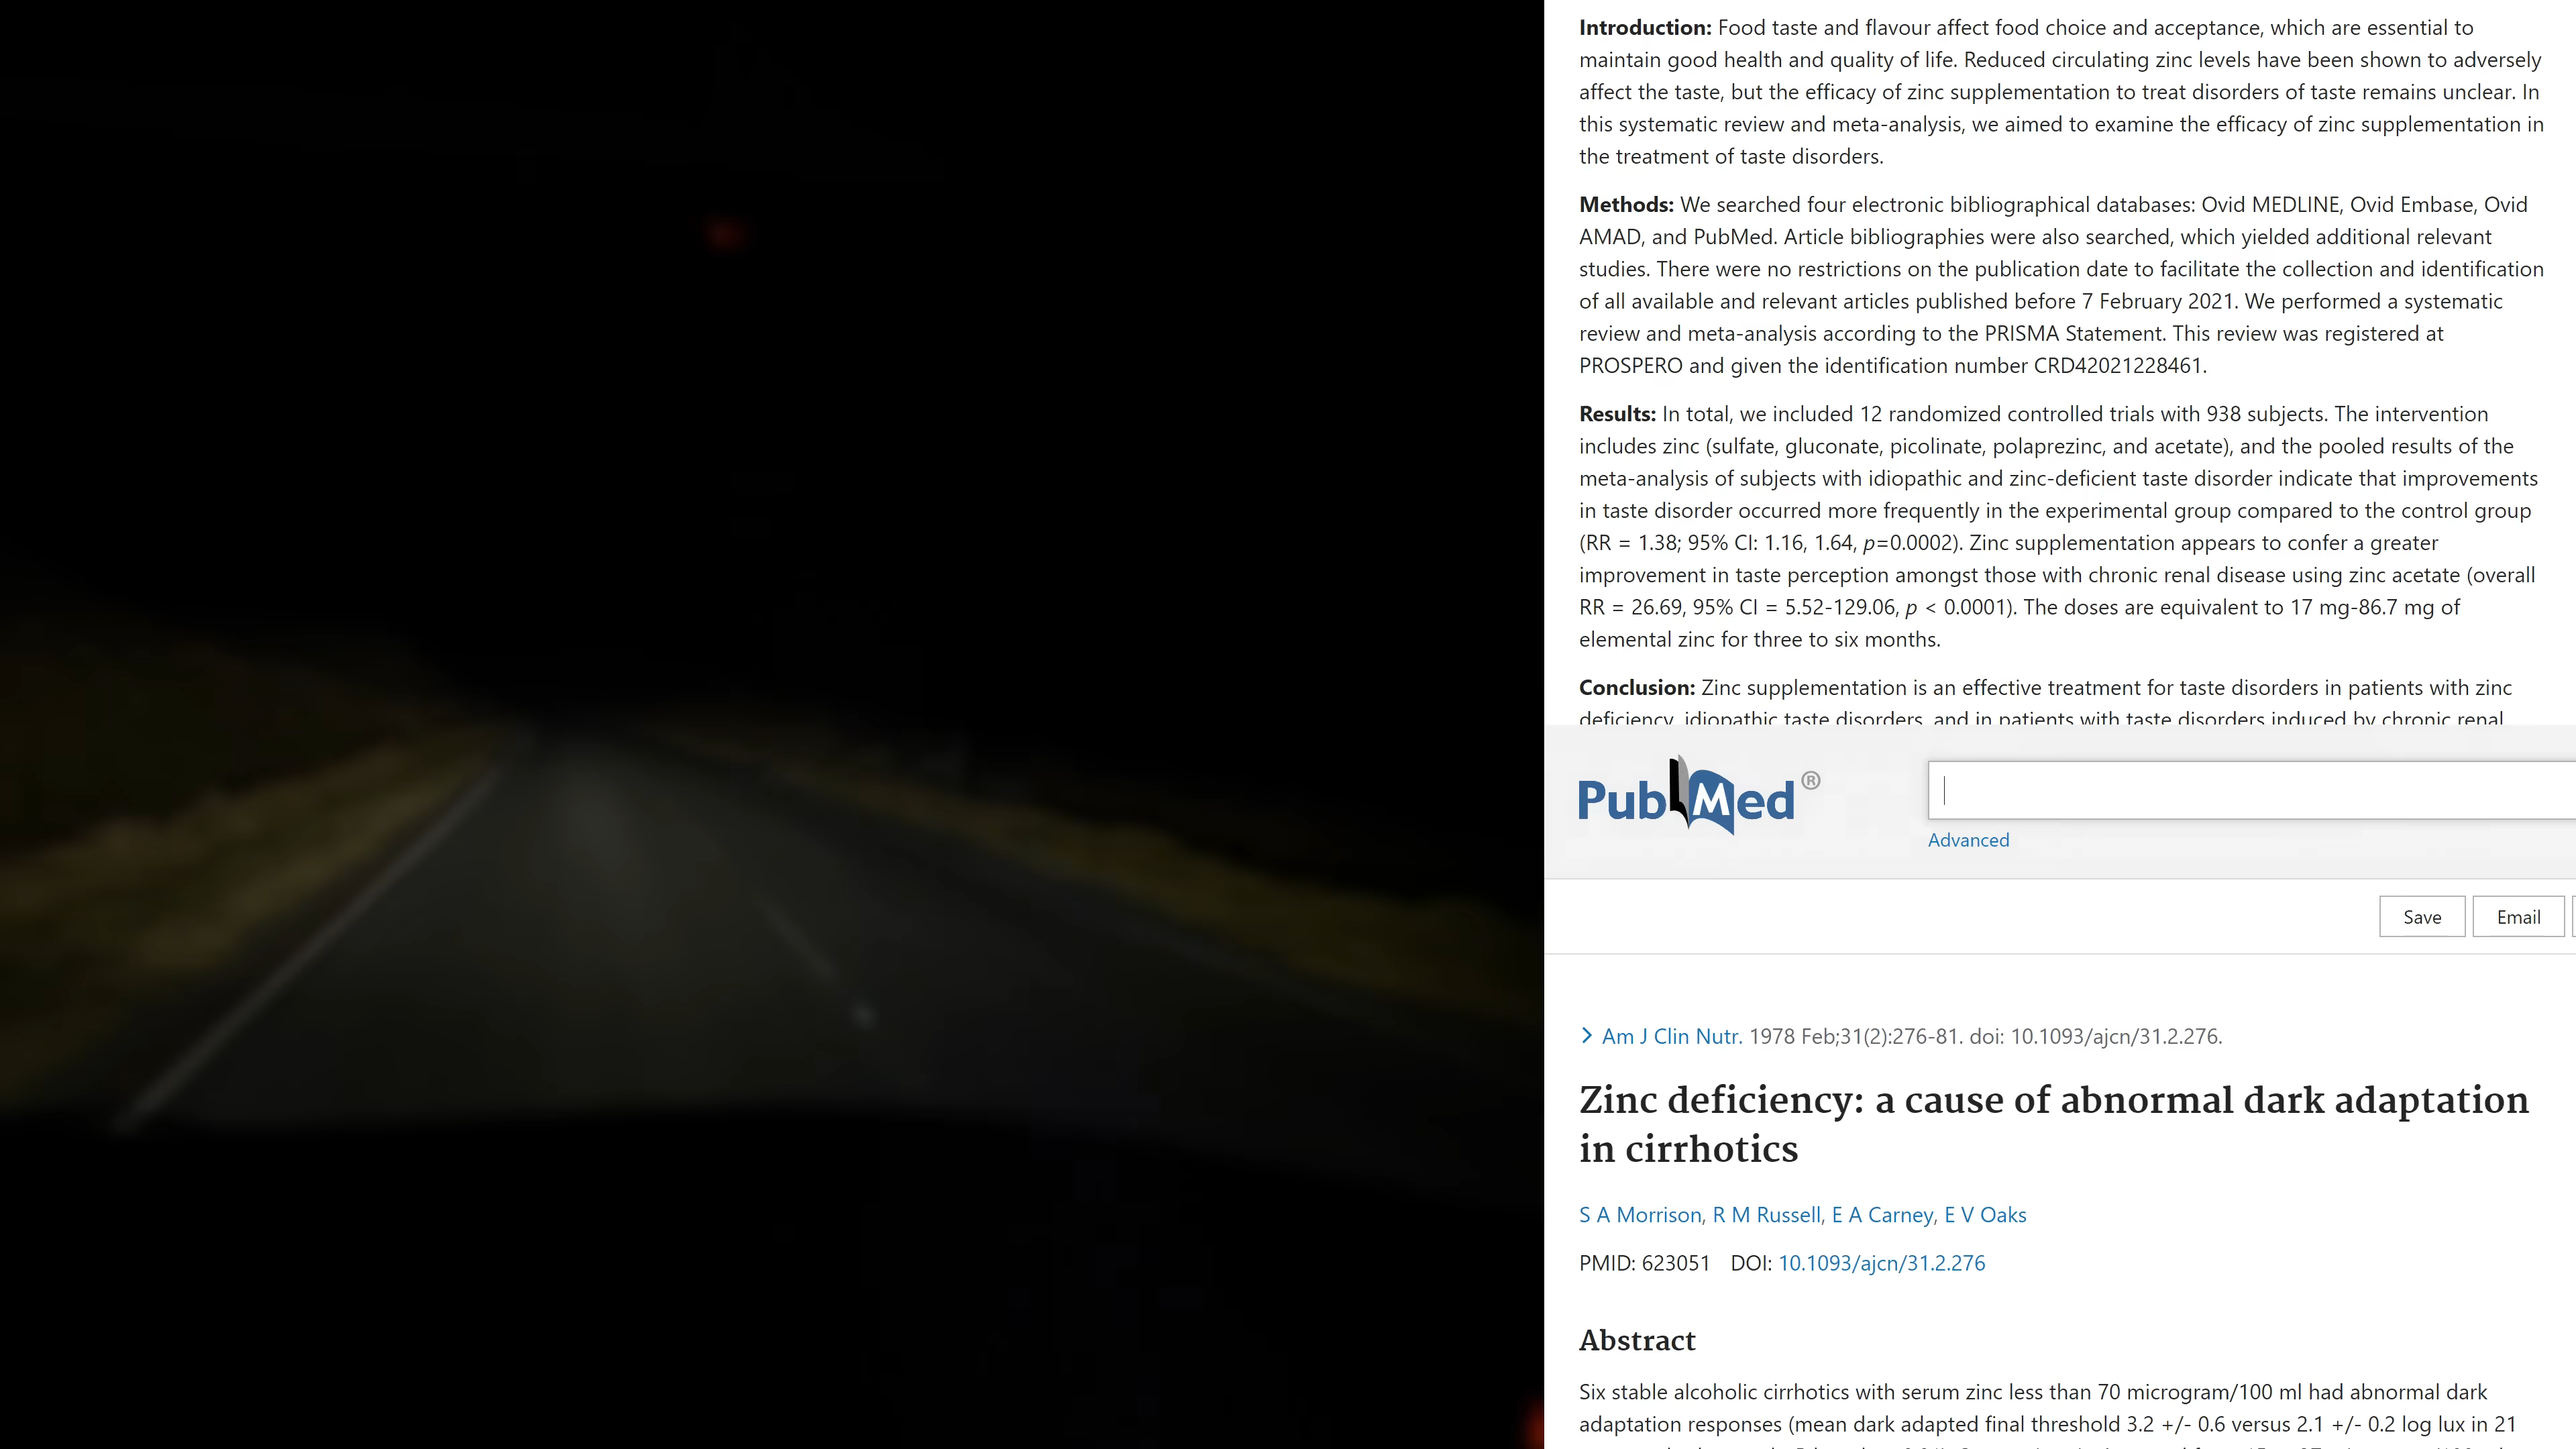 Introduction: Food taste and flavour affect food choice and acceptance, which are essential to
maintain good health and quality of life. Reduced circulating zinc levels have been shown to adversely
affect the taste, but the efficacy of zinc supplementation to treat disorders of taste remains unclear. In
this systematic review and meta-analysis, we aimed to examine the efficacy of zinc supplementation in
the treatment of taste disorders.
Methods: We searched four electronic bibliographical databases: Ovid MEDLINE, Ovid Embase, Ovid
AMAD, and PubMed. Article bibliographies were also searched, which yielded additional relevant
studies. There were no restrictions on the publication date to facilitate the collection and identification
of all available and relevant articles published before 7 February 2021. We performed a systematic
review and meta-analysis according to the PRISMA Statement. This review was registered at
PROSPERO and given the identification number CRD42021228461.
Results: In total, we included 12 randomized controlled trials with 938 subjects. The intervention
includes zinc (sulfate, gluconate, picolinate, polaprezinc, and acetate), and the pooled results of the
meta-analysis of subjects with idiopathic and zinc-deficient taste disorder indicate that improvements
in taste disorder occurred more frequently in the experimental group compared to the control group
(RR = 1.38; 95% CI: 1.16, 1.64, p=0.0002). Zinc supplementation appears to confer a greater
improvement in taste perception amongst those with chronic renal disease using zinc acetate (overall
RR = 26.69, 95% CI = 5.52-129.06, p < 0.0001). The doses are equivalent to 17 mg-86.7 mg of
elemental zinc for three to six months.
Conclusion: Zinc supplementation is an effective treatment for taste disorders in patients with zinc
deficiency, idiopathic taste disorders, and in patients with taste disorders induced by chronic renal
PubMed®
Advanced
Save Email
Am J Clin Nutr. 1978 Feb;31(2):276-81. doi: 10.1093/ajcn/31.2.276.
Zinc deficiency: a cause of abnormal dark adaptation
in cirrhotics
S A Morrison, R M Russell, E A Carney, E V Oaks
PMID: 623051 DOI: 10.1093/ajcn/31.2.276
Abstract
Six stable alcoholic cirrhotics with serum zinc less than 70 microgram/100 ml had abnormal dark
adaptation responses (mean dark adapted final threshold 3.2 +/- 0.6 versus 2.1 +/- 0.2 log lux in 21